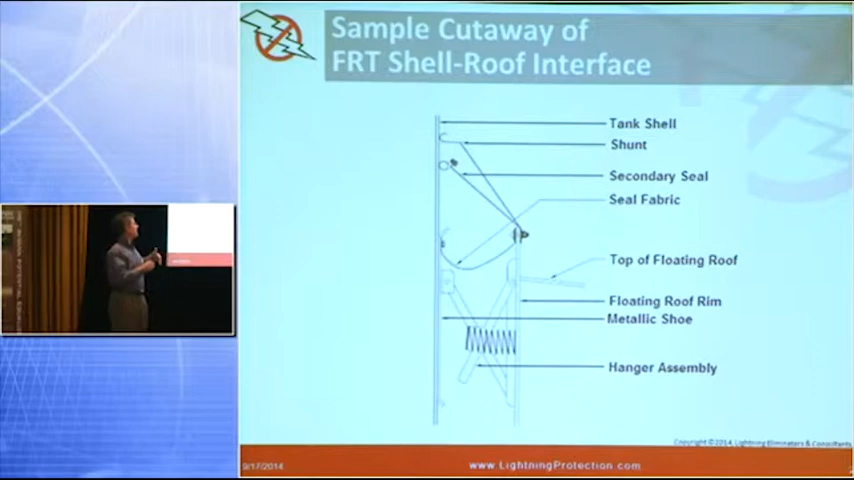 Sample Cutaway of
FRT Shell-Roof Interface
Tank Shell
Shunt
Secondary Seal
Seal Fabric
Top of Floating Roof
Floating Roof Rim
Metallic Shoe
Hanger Assembly
Copyright ©2014 Lightning Eliminators & Consultants
9/17/2014
www.LightningProtection.com